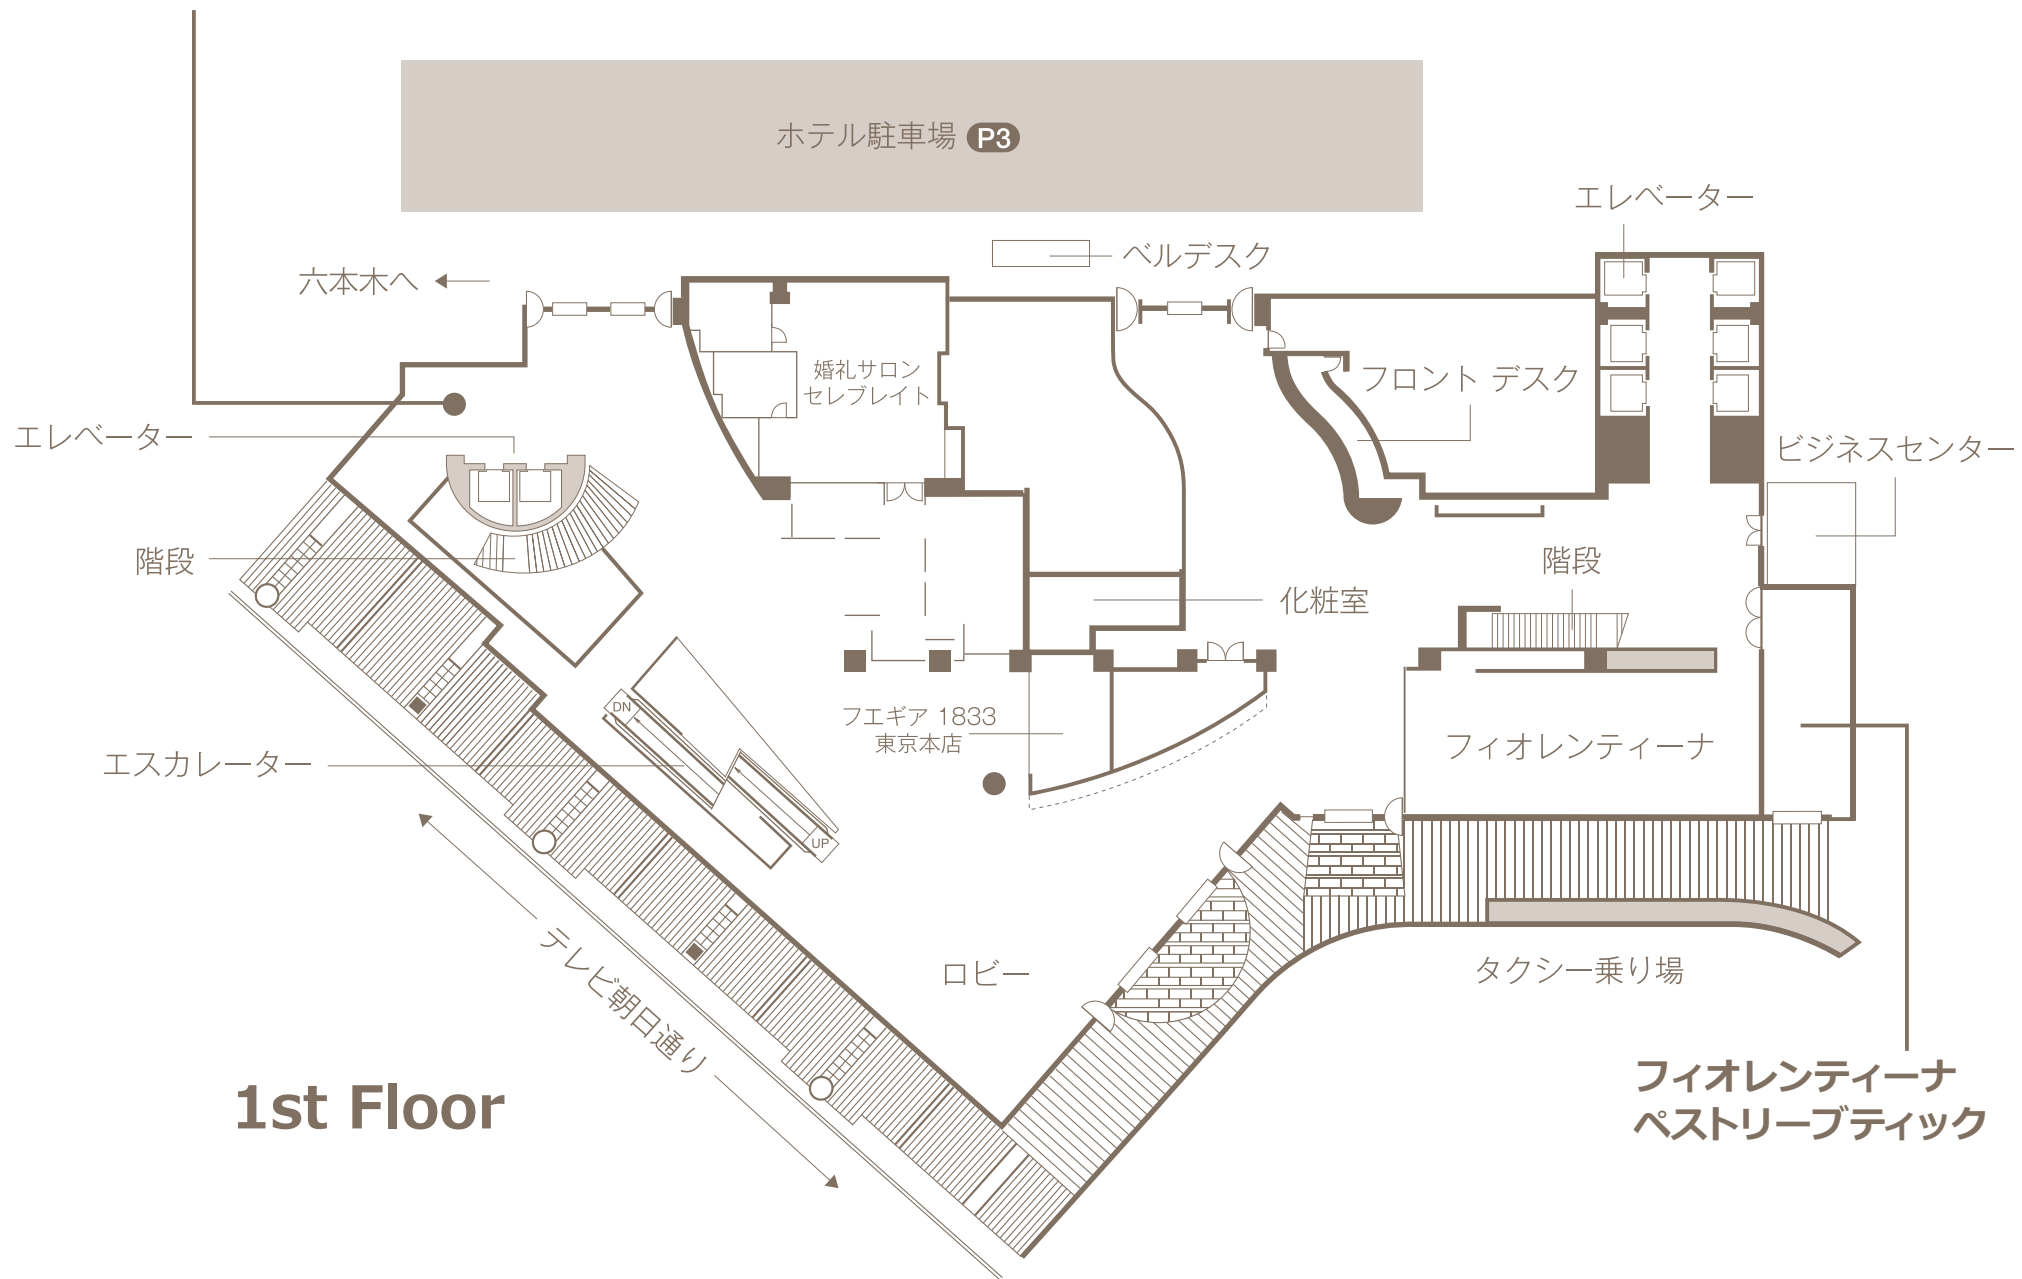 ホテル駐車場 P3
エレベーター
ベルデスク
六本木へ
婚礼サロン
セレブレイト
フロント デスク
エレベーター
ビジネスセンター
階段
階段
化粧室
DN
フエギア 1833
東京本店
フィオレンティーナ
エスカレーター
UP
テレビ朝日通り
ロビー
タクシー乗り場
1st Floor
フィオレンティーナ
ペストリーブティック